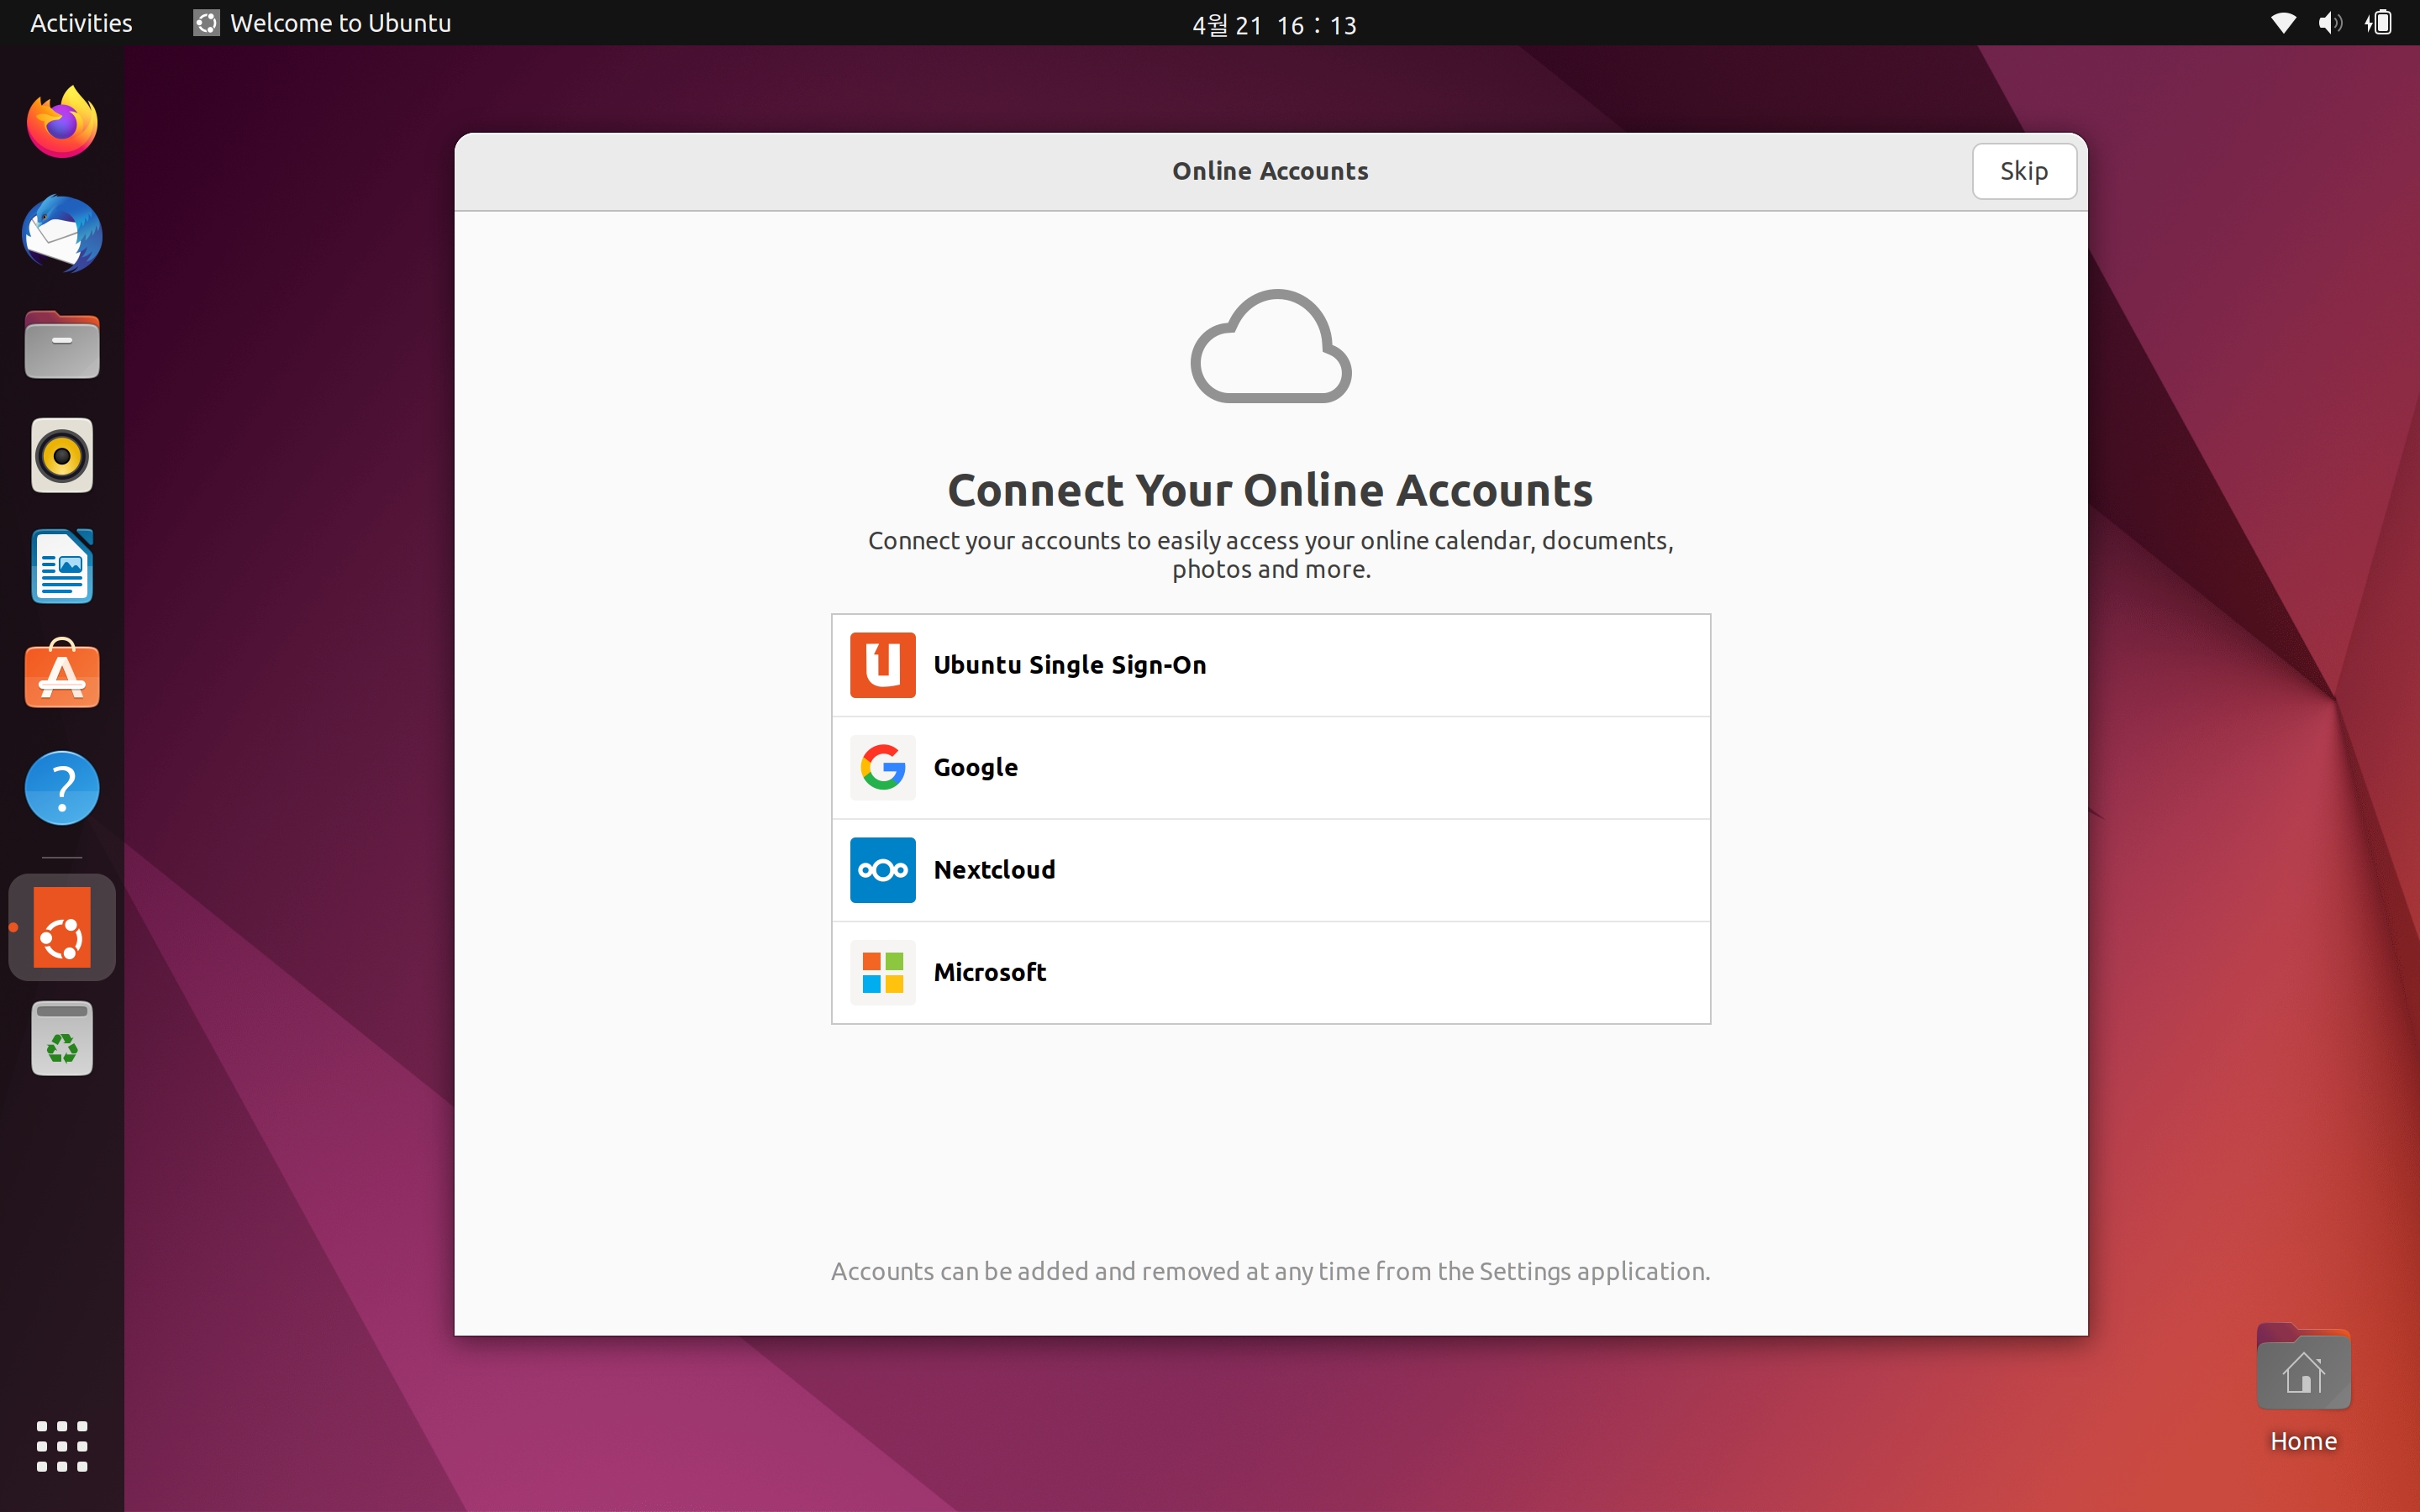 Activities
Welcome to Ubuntu
4월 21 16 : 13
Online Accounts
Skip
Connect Your Online Accounts
Connect your accounts to easily access your online calendar, documents,
photos and more.
Ubuntu Single Sign-On
Google
Nextcloud
Microsoft
Accounts can be added and removed at any time from the Settings application.
Home